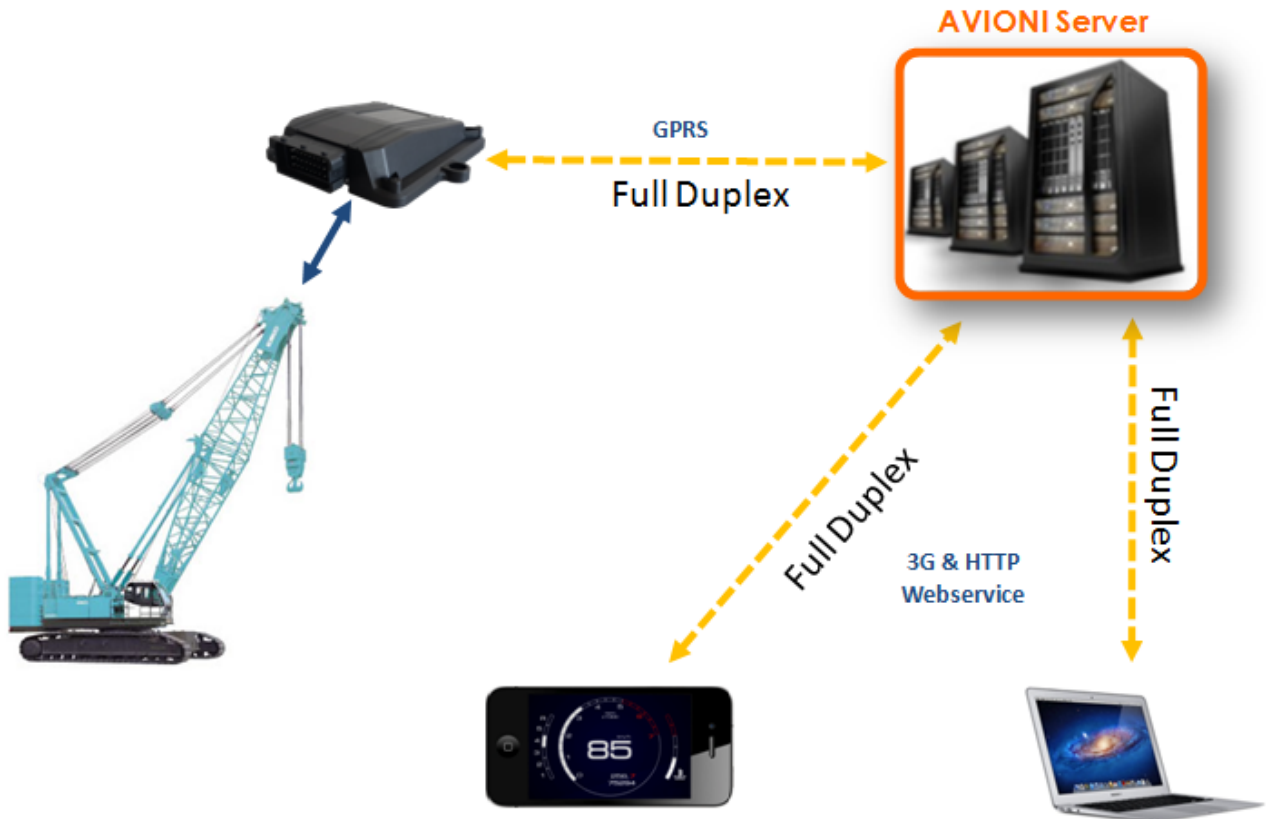 AVIONI Server
GPRS
Full Duplex
Full Duplex
Full Duplex
3G & HTTP
Webservice
85